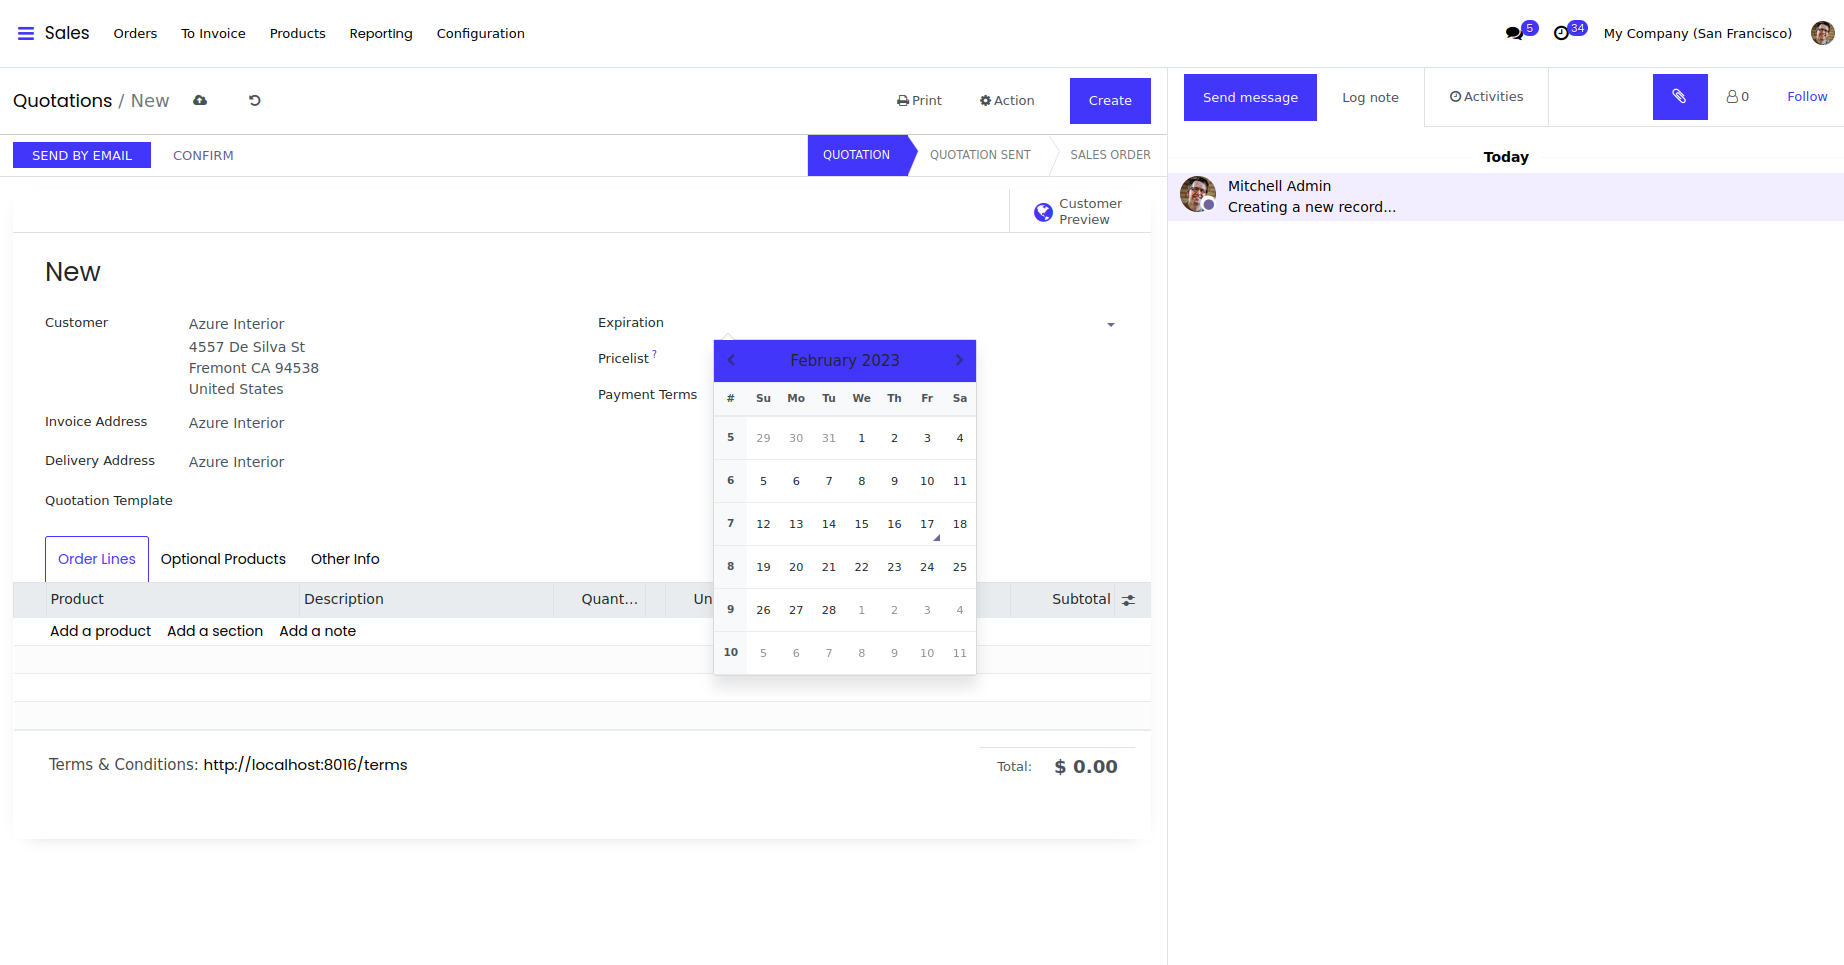 Sales Orders To Invoice Products Reporting Configuration 5 34 My Company (San Francisco)
Quotations / New Print Action Create
Send message Log note Activities 0 Follow
SEND BY EMAIL CONFIRM QUOTATION QUOTATION SENT SALES ORDER
Today
Mitchell Admin
Creating a new record...
Customer
Preview
New
Customer Azure Interior
4557 De Silva St
Fremont CA 94538
United States
Invoice Address Azure Interior
Delivery Address Azure Interior
Quotation Template
Expiration
Pricelist ?
Payment Terms
February 2023
# Su Mo Tu We Th Fr Sa
5 29 30 31 1 2 3 4
6 5 6 7 8 9 10 11
7 12 13 14 15 16 17 18
8 19 20 21 22 23 24 25
9 26 27 28 1 2 3 4
10 5 6 7 8 9 10 11
Order Lines Optional Products Other Info
Product Description Quant... Un Subtotal
Add a product Add a section Add a note
Terms & Conditions: http://localhost:8016/terms
Total: $ 0.00